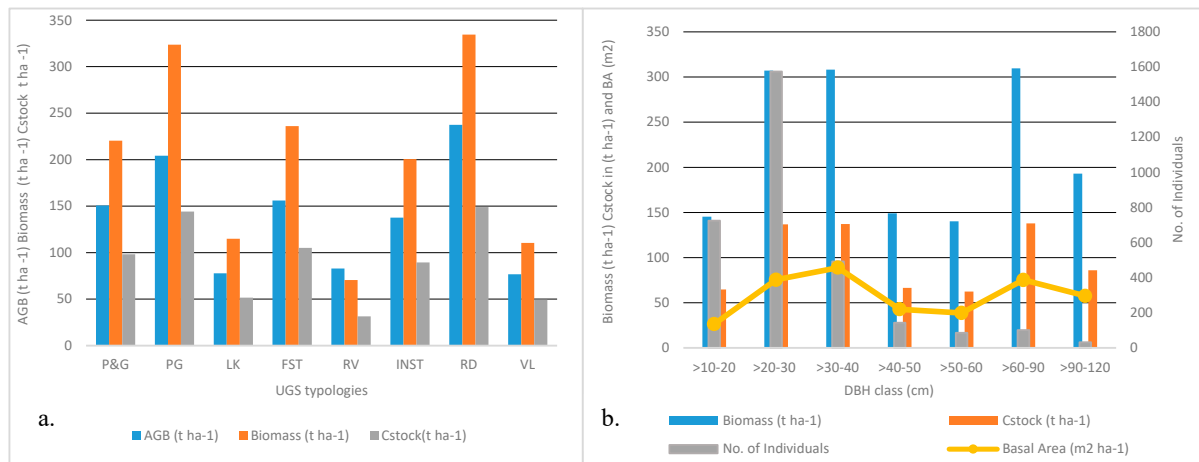 AGB (t ha -1) Biomass (t ha -1) Cstock t ha -1)
350
300
250
200
150
100
50
0
P&G PG LK FST RV INST RD VL
UGS typologies
a.
AGB (t ha-1) Biomass (t ha-1) Cstock(t ha-1)
Biomass (t ha-1) Cstock in (t ha-1) and BA (m2)
350
300
250
200
150
100
50
0
1800
1600
1400
1200
1000
800
600
400
200
0
No. of Individuals
>10-20 >20-30 >30-40 >40-50 >50-60 >60-90 >90-120
DBH class (cm)
b.
Biomass (t ha-1) Cstock (t ha-1)
No. of Individuals Basal Area (m2 ha-1)